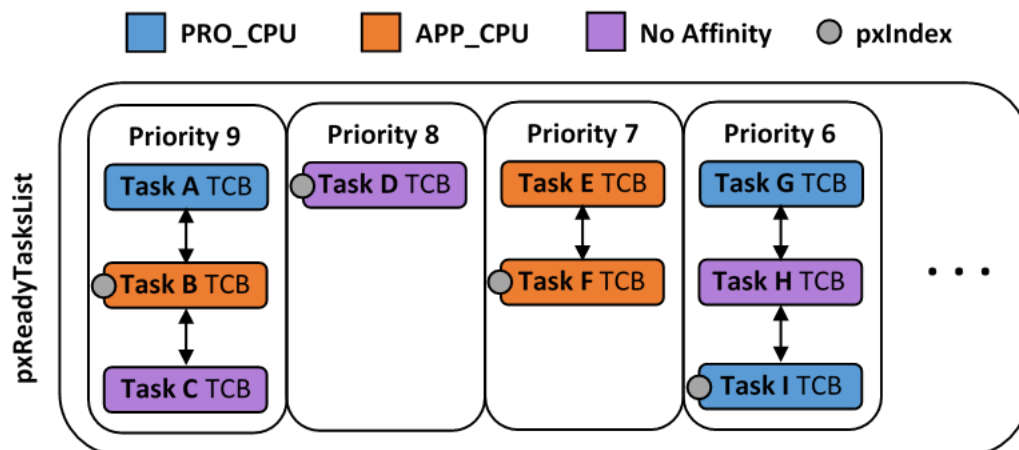 PRO_CPU APP_CPU No Affinity pxIndex
pxReadyTasksList
Priority 9
Task A TCB
Task B TCB
Task C TCB
Priority 8
Task D TCB
Priority 7
Task E TCB
Task F TCB
Priority 6
Task G TCB
Task H TCB
Task I TCB
...